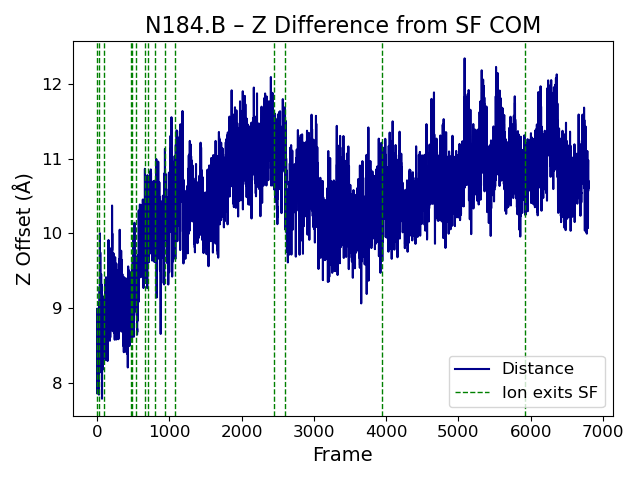 N184.B – Z Difference from SF COM
Z Offset (Å)
12
11
10
9
8
Distance
Ion exits SF
0 1000 2000 3000 4000 5000 6000 7000
Frame